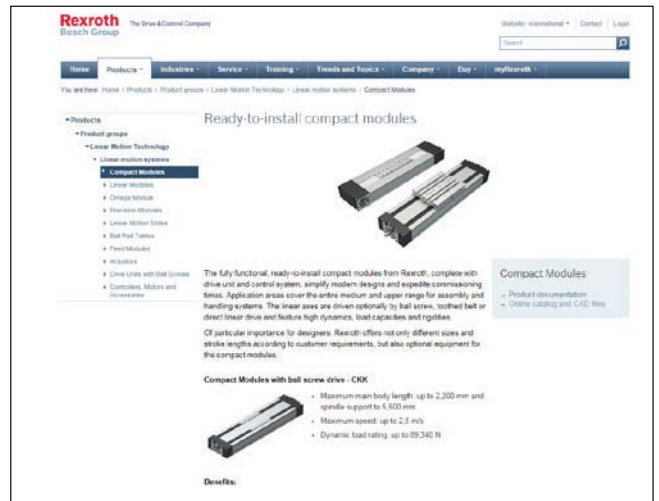 Rexroth
Bosch Group
The Drive & Control Company
Website: International
Contact
Login
Search
Home
Products
Industries
Service
Training
Trends and Topics
Company
Buy
myRexroth
You are here: Home › Products › Product groups › Linear Motion Technology › Linear motion systems › Compact Modules
Products
Product groups
Linear Motion Technology
Linear motion systems
Compact Modules
Linear Modules
Omega Module
Precision Modules
Linear Motion Slides
Ball Rail Tables
Feed Modules
Actuators
Drive Units with Ball Screws
Controllers, Motors and
Accessories
Ready-to-install compact modules
The fully functional, ready-to-install compact modules from Rexroth, complete with
drive unit and control system, simplify modern designs and expedite commissioning
times. Application areas cover the entire medium and upper range for assembly and
handling systems. The linear axes are driven optionally by ball screw, toothed belt or
direct linear drive and feature high dynamics, load capacities and rigidities.
Of particular importance for designers: Rexroth offers not only different sizes and
stroke lengths according to customer requirements, but also optional equipment for
the compact modules.
Compact Modules
Product documentation
Online catalog and CAD files
Compact Modules with ball screw drive - CKK
Maximum main body length: up to 2,200 mm and
spindle support to 5,500 mm
Maximum speed: up to 2,5 m/s
Dynamic load rating: up to 89,340 N
Benefits: